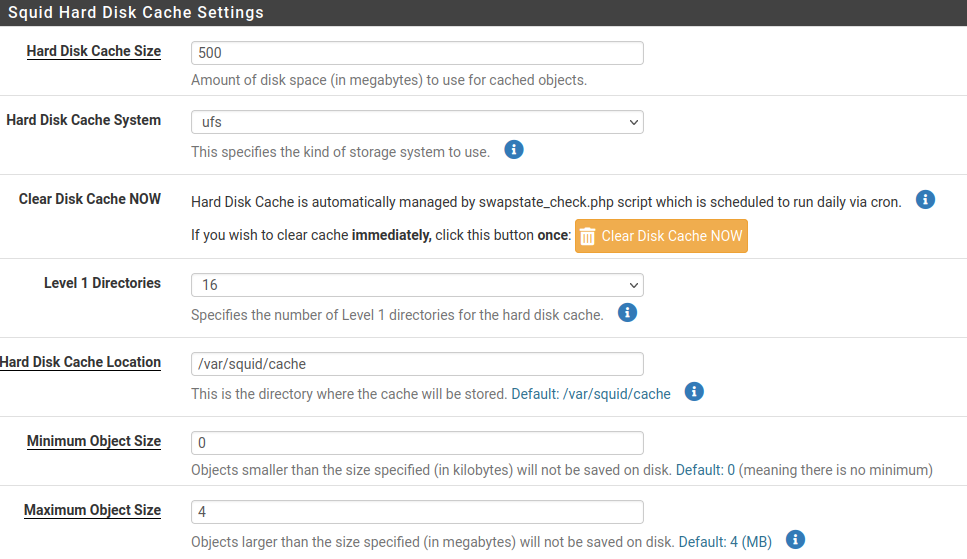 Squid Hard Disk Cache Settings
Hard Disk Cache Size
500
Amount of disk space (in megabytes) to use for cached objects.
Hard Disk Cache System
ufs
This specifies the kind of storage system to use.
Clear Disk Cache NOW
Hard Disk Cache is automatically managed by swapstate_check.php script which is scheduled to run daily via cron.
If you wish to clear cache immediately, click this button once: Clear Disk Cache NOW
Level 1 Directories
16
Specifies the number of Level 1 directories for the hard disk cache.
Hard Disk Cache Location
/var/squid/cache
This is the directory where the cache will be stored. Default: /var/squid/cache
Minimum Object Size
0
Objects smaller than the size specified (in kilobytes) will not be saved on disk. Default: 0 (meaning there is no minimum)
Maximum Object Size
4
Objects larger than the size specified (in megabytes) will not be saved on disk. Default: 4 (MB)